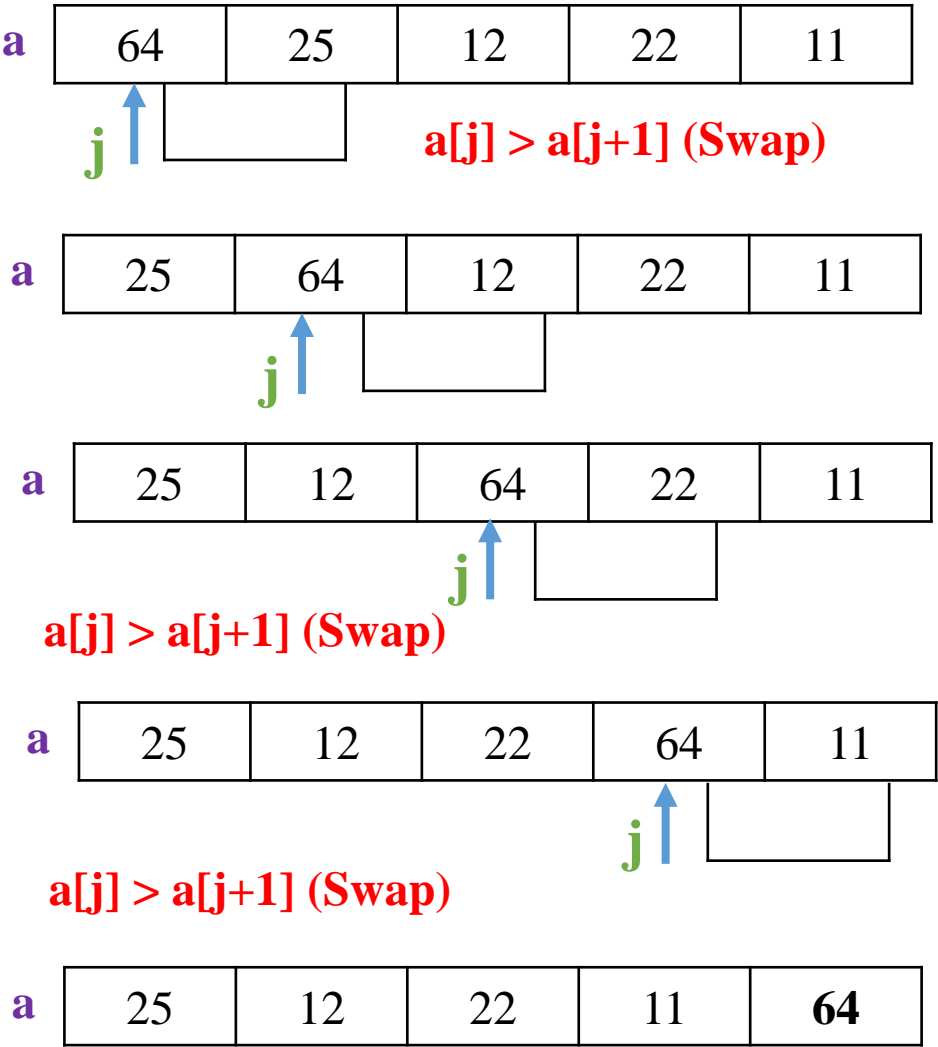 a 64 25 12 22 11
j a[j] > a[j+1] (Swap)
a 25 64 12 22 11
j
a 25 12 64 22 11
j
a[j] > a[j+1] (Swap)
a 25 12 22 64 11
j
a[j] > a[j+1] (Swap)
a 25 12 22 11 64